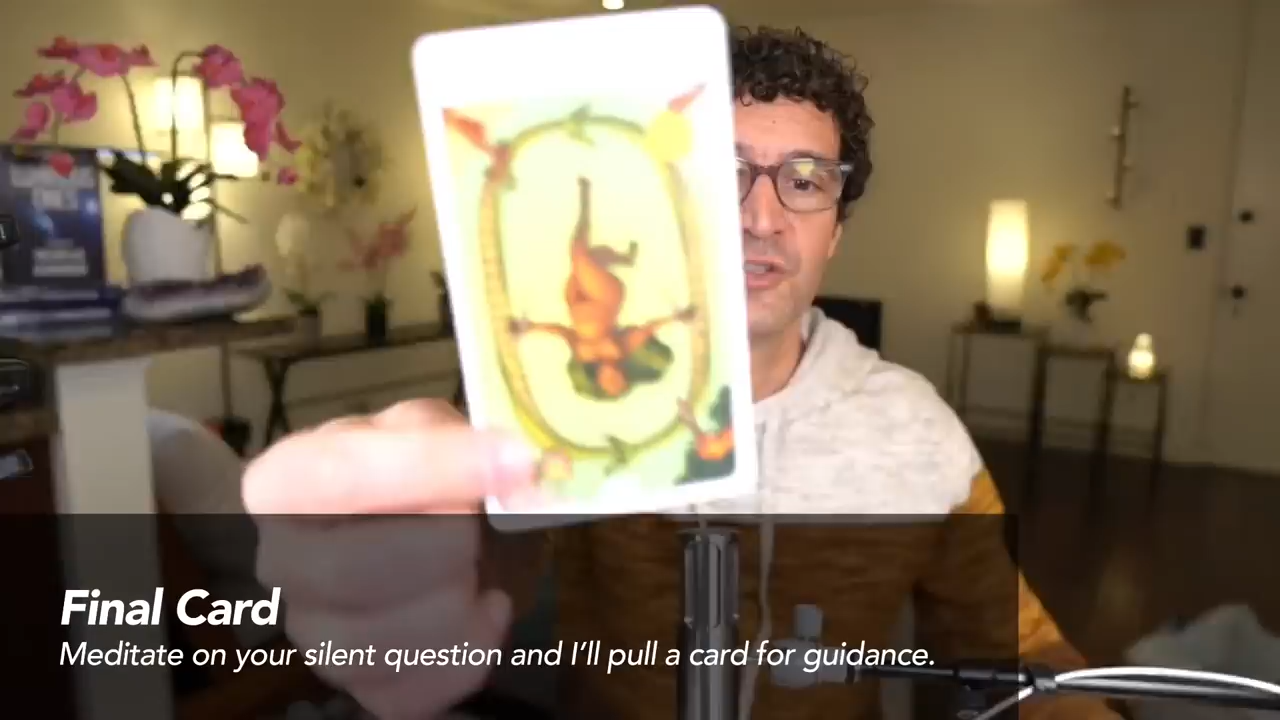 Final Card
Meditate on your silent question and I'll pull a card for guidance.